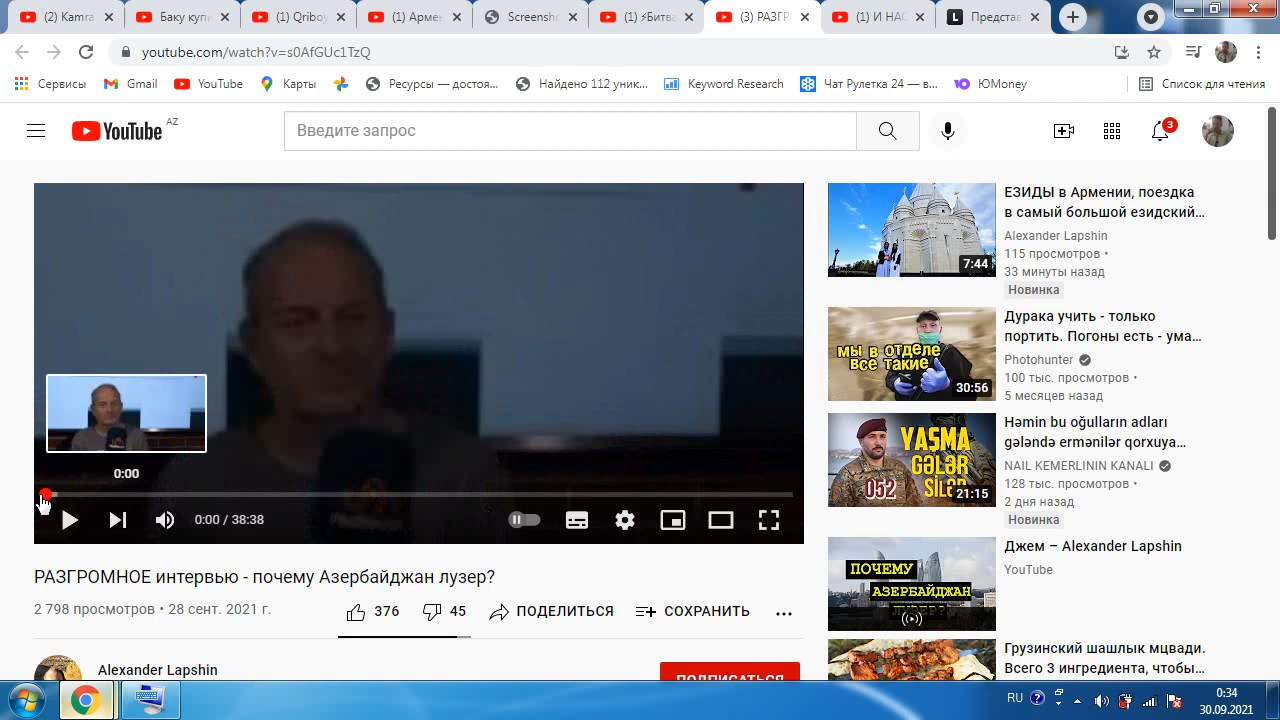 (2) Kamra
Баку купи
(1) Qriboy
(1) Армен
Screensh
(1) ⚡Битва
(3) РАЗГР
(1) И НАС
Представ
youtube.com/watch?v=s0AfGUc1TzQ
Сервисы
Gmail
YouTube
Карты
Ресурсы — достоя...
Найдено 112 уник...
Keyword Research
Чат Рулетка 24 — в...
ЮMoney
Список для чтения
YouTube AZ
Введите запрос
3
ЕЗИДЫ в Армении, поездка
в самый большой езидский…
Alexander Lapshin
115 просмотров •
33 минуты назад
Новинка
7:44
Дурака учить - только
портить. Погоны есть - ума…
Photohunter
100 тыс. просмотров •
5 месяцев назад
МЫ В ОТДЕЛЕ
ВСЕ ТАКИЕ
30:56
Həmin bu oğulların adları
gələndə ermənilər qorxuya…
NAIL KEMERLININ KANALI
128 тыс. просмотров •
2 дня назад
Новинка
YAŞMA
GƏLƏR
SİLƏ
052
21:15
Джем – Alexander Lapshin
YouTube
ПОЧЕМУ
АЗЕРБАЙДЖАН
Грузинский шашлык мцвади.
Всего 3 ингредиента, чтобы…
0:00
0:00 / 38:38
РАЗГРОМНОЕ интервью - почему Азербайджан лузер?
2 798 просмотров • 28 сент. 2021 г.
376
45
ПОДЕЛИТЬСЯ
СОХРАНИТЬ
Alexander Lapshin
ПОДПИСАТЬСЯ
RU
0:34
30.09.2021